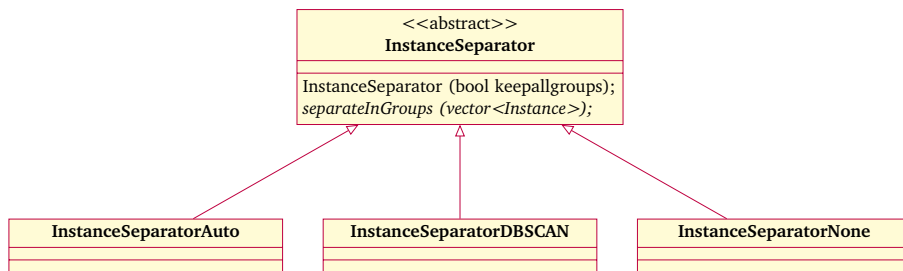 <<abstract>>
InstanceSeparator
InstanceSeparator (bool keepallgroups);
separateInGroups (vector<Instance>);
InstanceSeparatorAuto
InstanceSeparatorDBSCAN
InstanceSeparatorNone